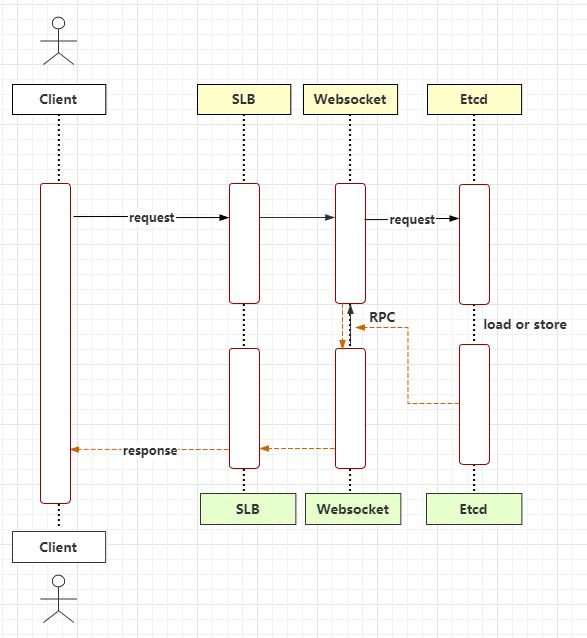 Client
SLB
Websocket
Etcd
request
request
RPC
load or store
response
SLB
Websocket
Etcd
Client